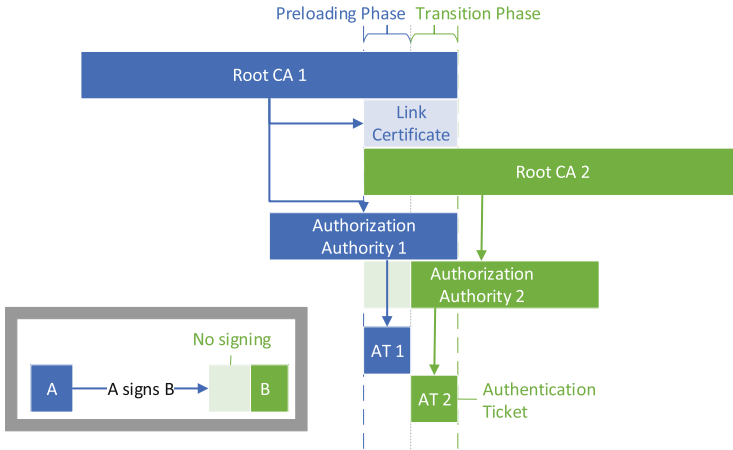 Preloading Phase
Transition Phase
Root CA 1
Link
Certificate
Root CA 2
Authorization
Authority 1
Authorization
Authority 2
No signing
AT 1
A
A signs B
B
AT 2
Authentication
Ticket